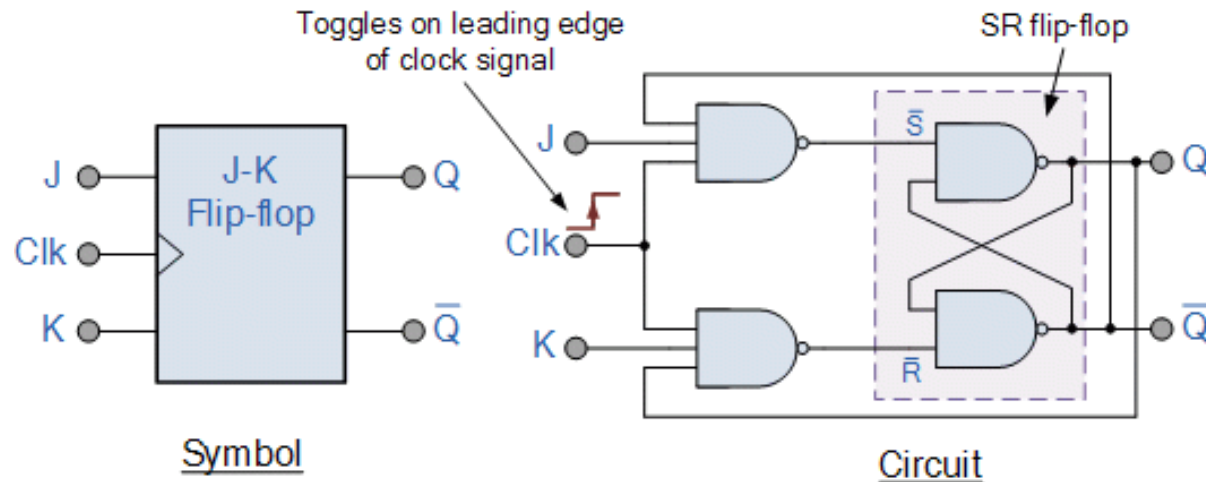 Toggles on leading edge
of clock signal
SR flip-flop
J
J-K
Flip-flop
Q
Clk
K
Q̅
Symbol
J
Clk
K
S̅
R̅
Q
Q̅
Circuit